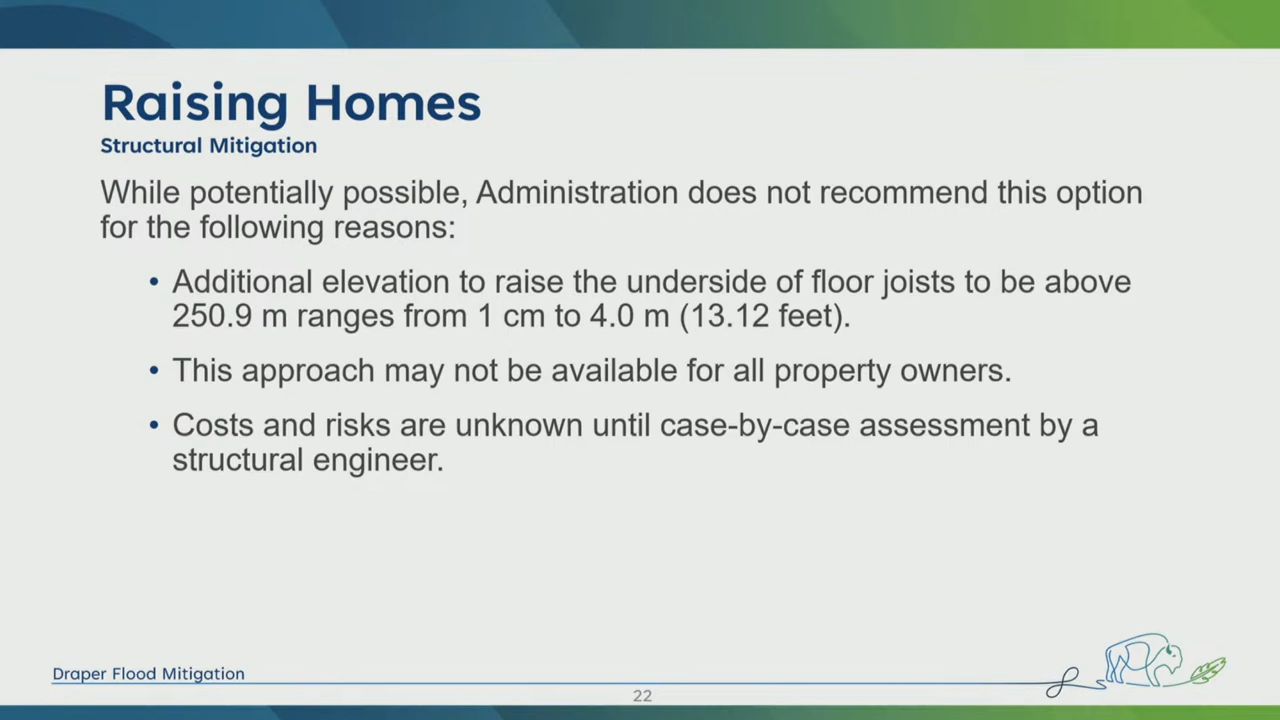 Raising Homes
Structural Mitigation
While potentially possible, Administration does not recommend this option
for the following reasons:
• Additional elevation to raise the underside of floor joists to be above
250.9 m ranges from 1 cm to 4.0 m (13.12 feet).
• This approach may not be available for all property owners.
• Costs and risks are unknown until case-by-case assessment by a
structural engineer.
Draper Flood Mitigation
22